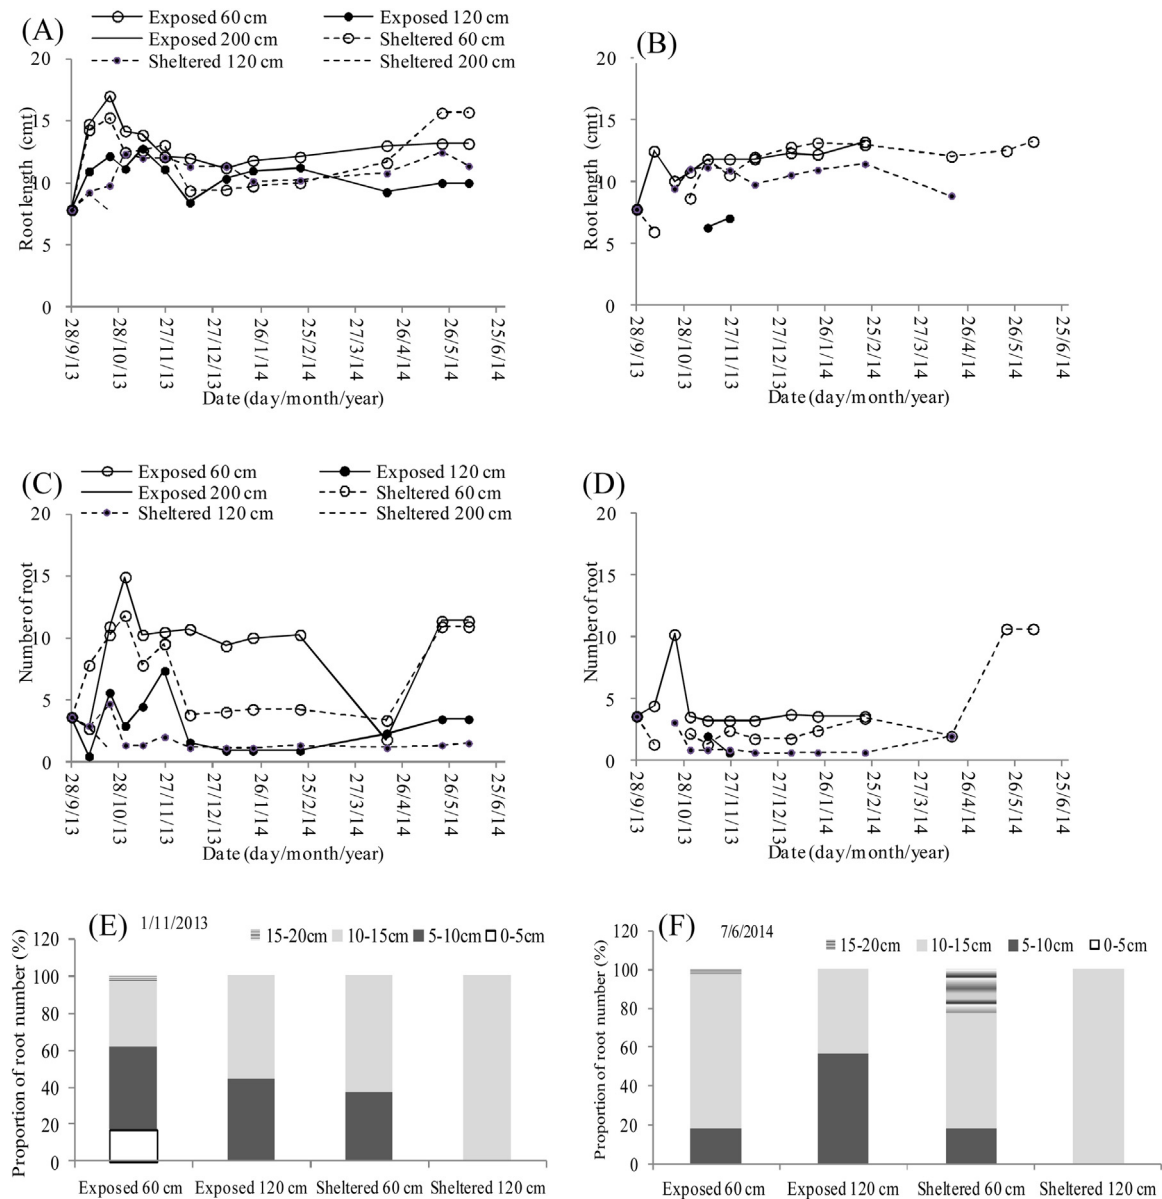 (A)
Exposed 60 cm
Exposed 120 cm
Exposed 200 cm
Sheltered 60 cm
Sheltered 120 cm
Sheltered 200 cm
Root length (cmt)
20
15
10
5
0
28/9/13
28/10/13
27/11/13
27/12/13
26/1/14
25/2/14
27/3/14
26/4/14
26/5/14
25/6/14
Date (day/month/year)
(B)
Root length (cmt)
20
15
10
5
0
28/9/13
28/10/13
27/11/13
27/12/13
26/1/14
25/2/14
27/3/14
26/4/14
26/5/14
25/6/14
Date (day/month/year)
(C)
Exposed 60 cm
Exposed 120 cm
Exposed 200 cm
Sheltered 60 cm
Sheltered 120 cm
Sheltered 200 cm
Number of root
20
15
10
5
0
28/9/13
28/10/13
27/11/13
27/12/13
26/1/14
25/2/14
27/3/14
26/4/14
26/5/14
25/6/14
Date (day/month/year)
(D)
Number of root
20
15
10
5
0
28/9/13
28/10/13
27/11/13
27/12/13
26/1/14
25/2/14
27/3/14
26/4/14
26/5/14
25/6/14
Date (day/month/year)
(E)
1/11/2013
15-20cm 10-15cm 5-10cm 0-5cm
Proportion of root number (%)
120
100
80
60
40
20
0
Exposed 60 cm Exposed 120 cm Sheltered 60 cm Sheltered 120 cm
(F)
7/6/2014
15-20cm 10-15cm 5-10cm 0-5cm
Proportion of root number (%)
120
100
80
60
40
20
0
Exposed 60 cm Exposed 120 cm Sheltered 60 cm Sheltered 120 cm